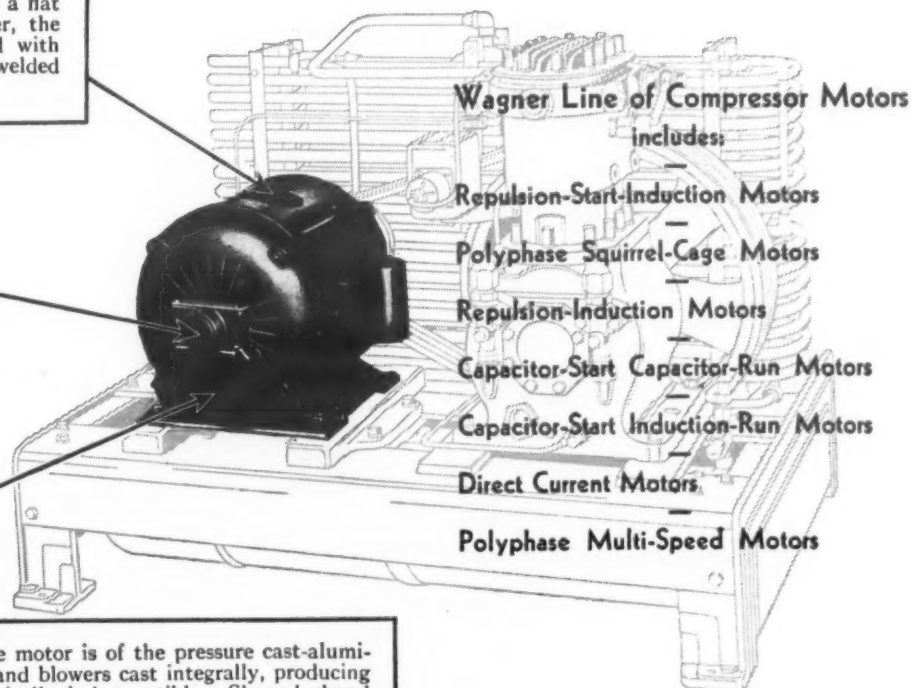 a flat
er, the
d with
welded
Wagner Line of Compressor Motors
includes:
Repulsion-Start-Induction Motors
Polyphase Squirrel-Cage Motors
Repulsion-Induction Motors
Capacitor-Start Capacitor-Run Motors
Capacitor-Start Induction-Run Motors
Direct Current Motors
Polyphase Multi-Speed Motors
e motor is of the pressure cast-alumi-
and blowers cast integrally, producing